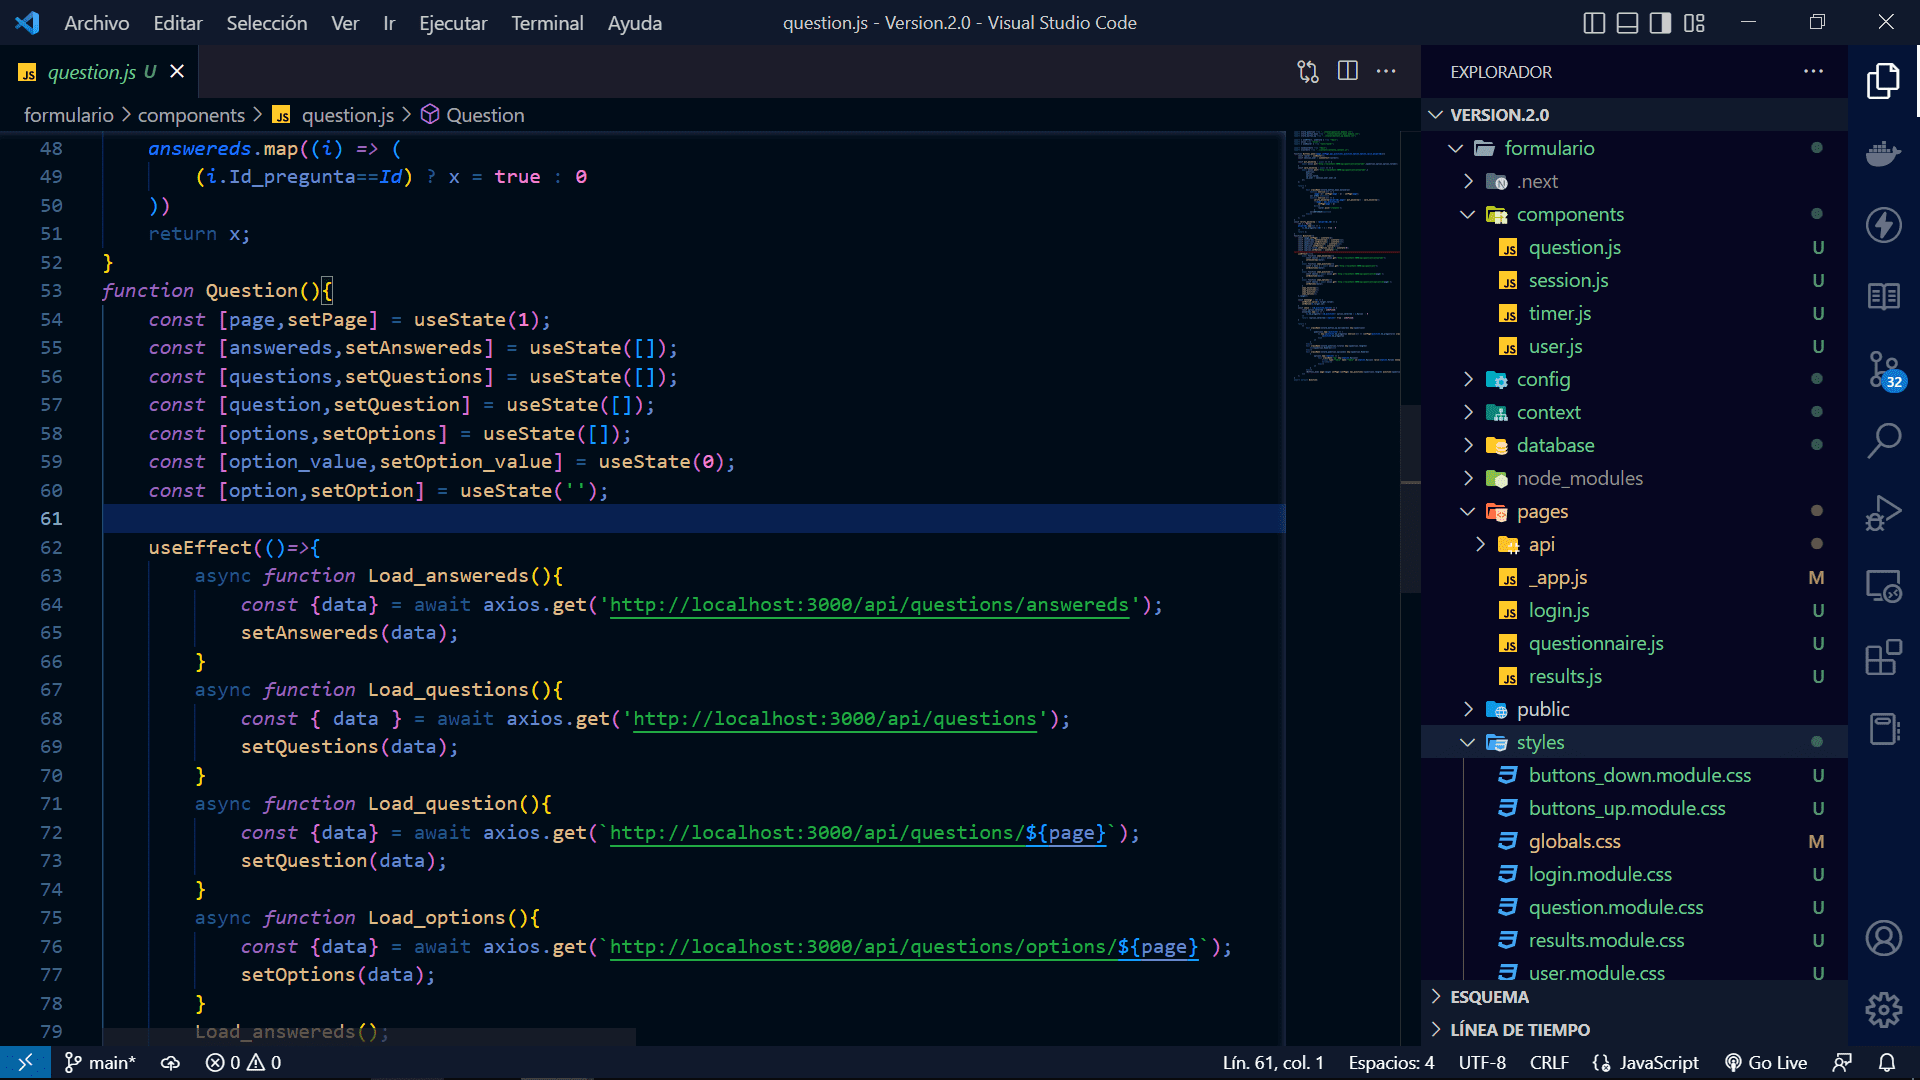 Archivo Editar Selección Ver Ir Ejecutar Terminal Ayuda
question.js - Version.2.0 - Visual Studio Code
question.js U
formulario > components > JS question.js > Question
48 answereds.map((i) => (
49 (i.Id_pregunta==Id) ? x = true : 0
50 ))
51 return x;
52 }
53 function Question(){
54 const [page,setPage] = useState(1);
55 const [answereds,setAnswereds] = useState([]);
56 const [questions,setQuestions] = useState([]);
57 const [question,setQuestion] = useState([]);
58 const [options,setOptions] = useState([]);
59 const [option_value,setOption_value] = useState(0);
60 const [option,setOption] = useState('');
61
62 useEffect(()=>{
63 async function Load_answereds(){
64 const {data} = await axios.get('http://localhost:3000/api/questions/answereds');
65 setAnswereds(data);
66 }
67 async function Load_questions(){
68 const { data } = await axios.get('http://localhost:3000/api/questions');
69 setQuestions(data);
70 }
71 async function Load_question(){
72 const {data} = await axios.get(`http://localhost:3000/api/questions/${page}`);
73 setQuestion(data);
74 }
75 async function Load_options(){
76 const {data} = await axios.get(`http://localhost:3000/api/questions/options/${page}`);
77 setOptions(data);
78 }
79 Load_answereds();
EXPLORADOR
VERSION.2.0
formulario
.next
components
JS question.js U
JS session.js U
JS timer.js U
JS user.js U
config
context
database
node_modules
pages
api
JS _app.js M
JS login.js U
JS questionnaire.js U
JS results.js U
public
styles
buttons_down.module.css U
buttons_up.module.css U
globals.css M
login.module.css U
question.module.css U
results.module.css U
user.module.css U
ESQUEMA
LÍNEA DE TIEMPO
32
main* 0 0
Lín. 61, col. 1 Espacios: 4 UTF-8 CRLF {} JavaScript Go Live